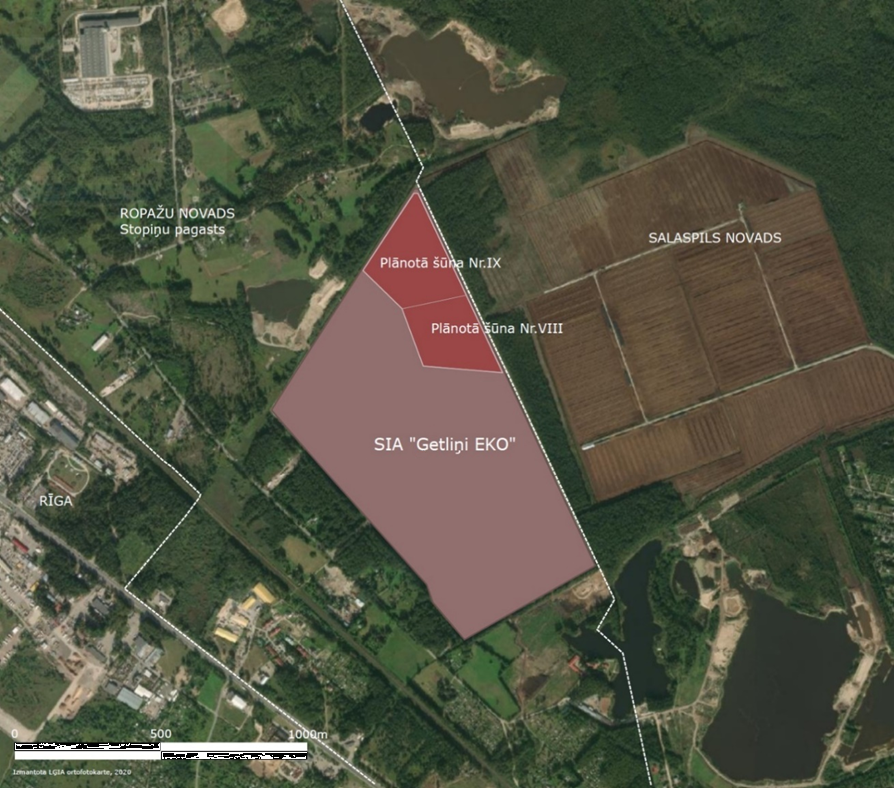 ROPAŽU NOVADS
Stopiņu pagasts
SALASPILS NOVADS
Plānotā šūna Nr.IX
Plānotā šūna Nr.VIII
SIA "Getliņi EKO"
RĪGA
0 500 1000m
Izmantota LĢIA ortofotokarte, 2020